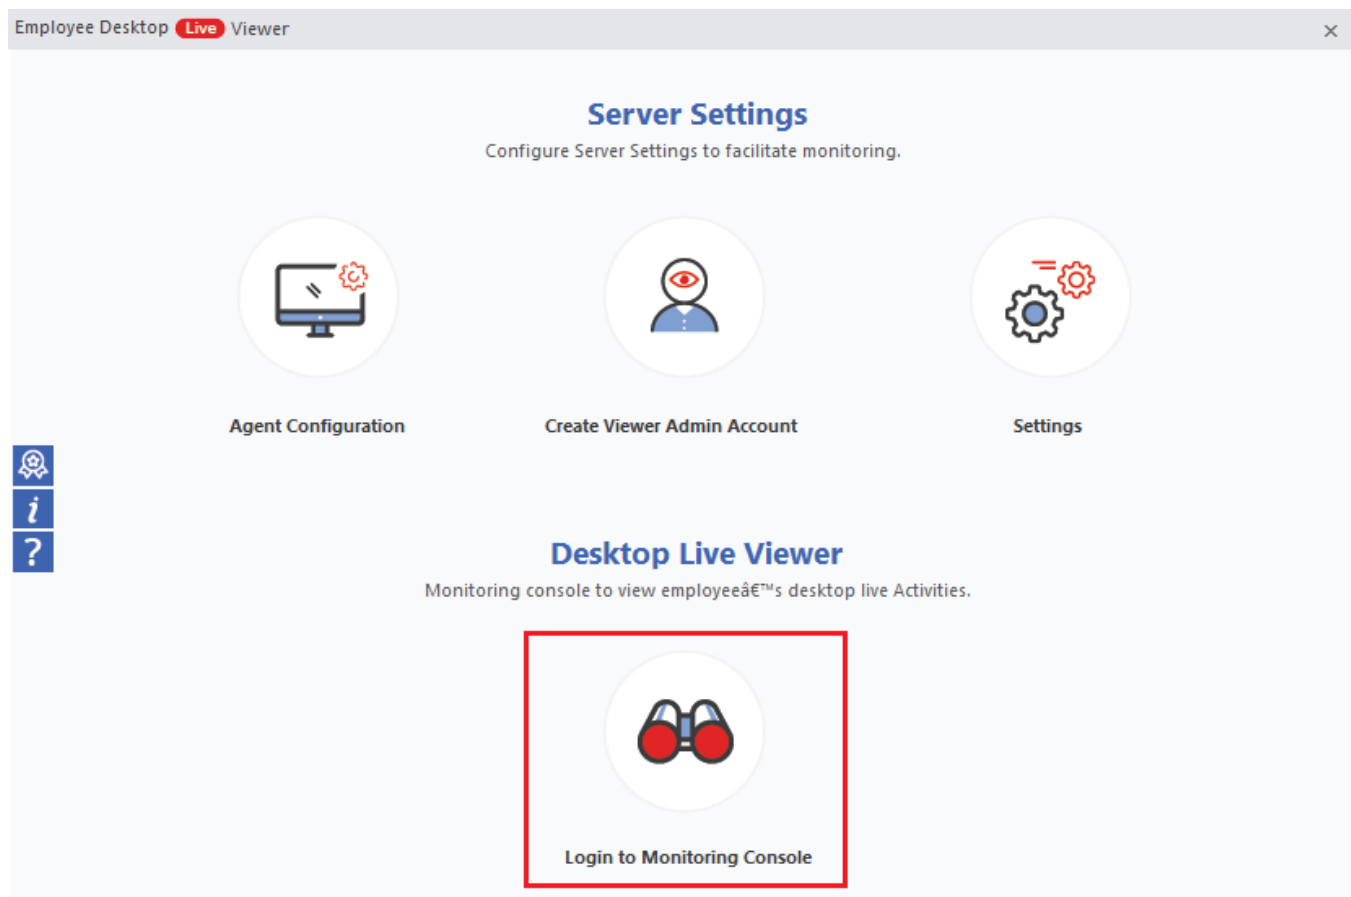 Employee Desktop Live Viewer
Server Settings
Configure Server Settings to facilitate monitoring.
Agent Configuration
Create Viewer Admin Account
Settings
i
?
Desktop Live Viewer
Monitoring console to view employeeâ€™s desktop live Activities.
Login to Monitoring Console